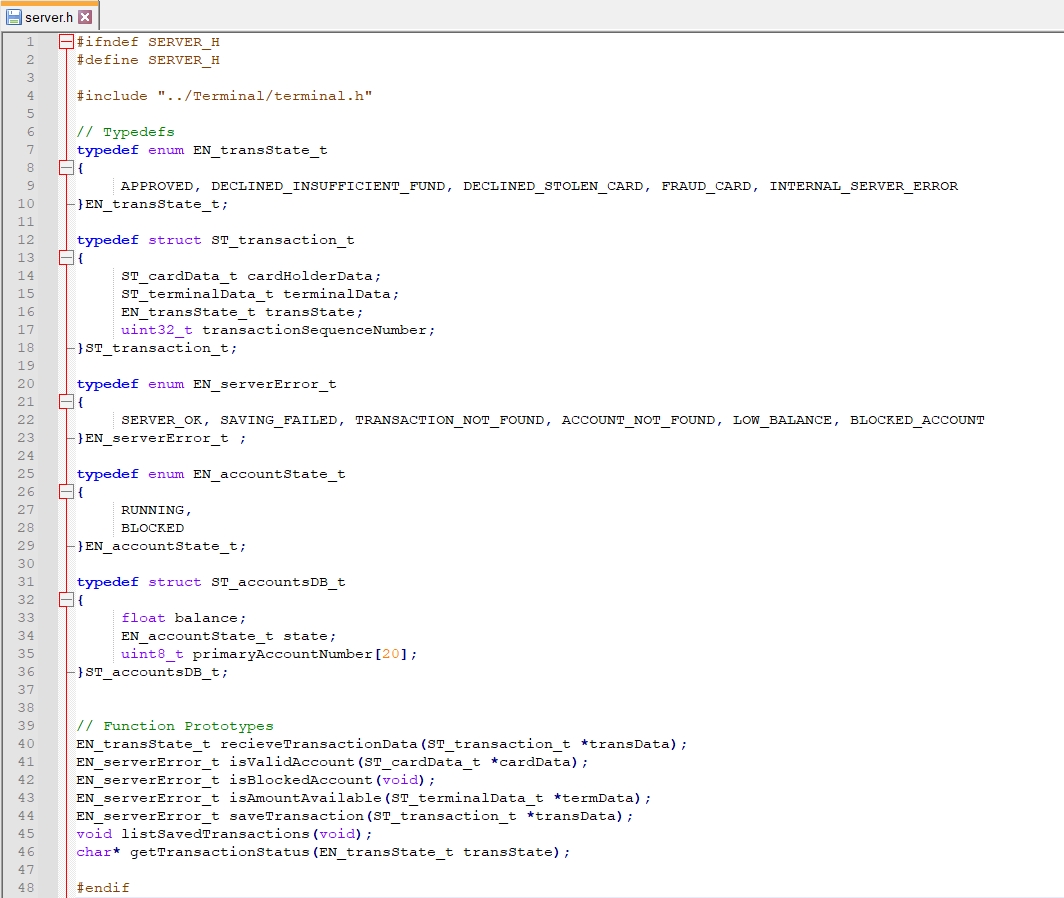 server.h
1 #ifndef SERVER_H
2 #define SERVER_H
3
4 #include "../Terminal/terminal.h"
5
6 // Typedefs
7 typedef enum EN_transState_t
8 {
9 APPROVED, DECLINED_INSUFFICIENT_FUND, DECLINED_STOLEN_CARD, FRAUD_CARD, INTERNAL_SERVER_ERROR
10 }EN_transState_t;
11
12 typedef struct ST_transaction_t
13 {
14 ST_cardData_t cardHolderData;
15 ST_terminalData_t terminalData;
16 EN_transState_t transState;
17 uint32_t transactionSequenceNumber;
18 }ST_transaction_t;
19
20 typedef enum EN_serverError_t
21 {
22 SERVER_OK, SAVING_FAILED, TRANSACTION_NOT_FOUND, ACCOUNT_NOT_FOUND, LOW_BALANCE, BLOCKED_ACCOUNT
23 }EN_serverError_t ;
24
25 typedef enum EN_accountState_t
26 {
27 RUNNING,
28 BLOCKED
29 }EN_accountState_t;
30
31 typedef struct ST_accountsDB_t
32 {
33 float balance;
34 EN_accountState_t state;
35 uint8_t primaryAccountNumber[20];
36 }ST_accountsDB_t;
37
38
39 // Function Prototypes
40 EN_transState_t recieveTransactionData(ST_transaction_t *transData);
41 EN_serverError_t isValidAccount(ST_cardData_t *cardData);
42 EN_serverError_t isBlockedAccount(void);
43 EN_serverError_t isAmountAvailable(ST_terminalData_t *termData);
44 EN_serverError_t saveTransaction(ST_transaction_t *transData);
45 void listSavedTransactions(void);
46 char* getTransactionStatus(EN_transState_t transState);
47
48 #endif